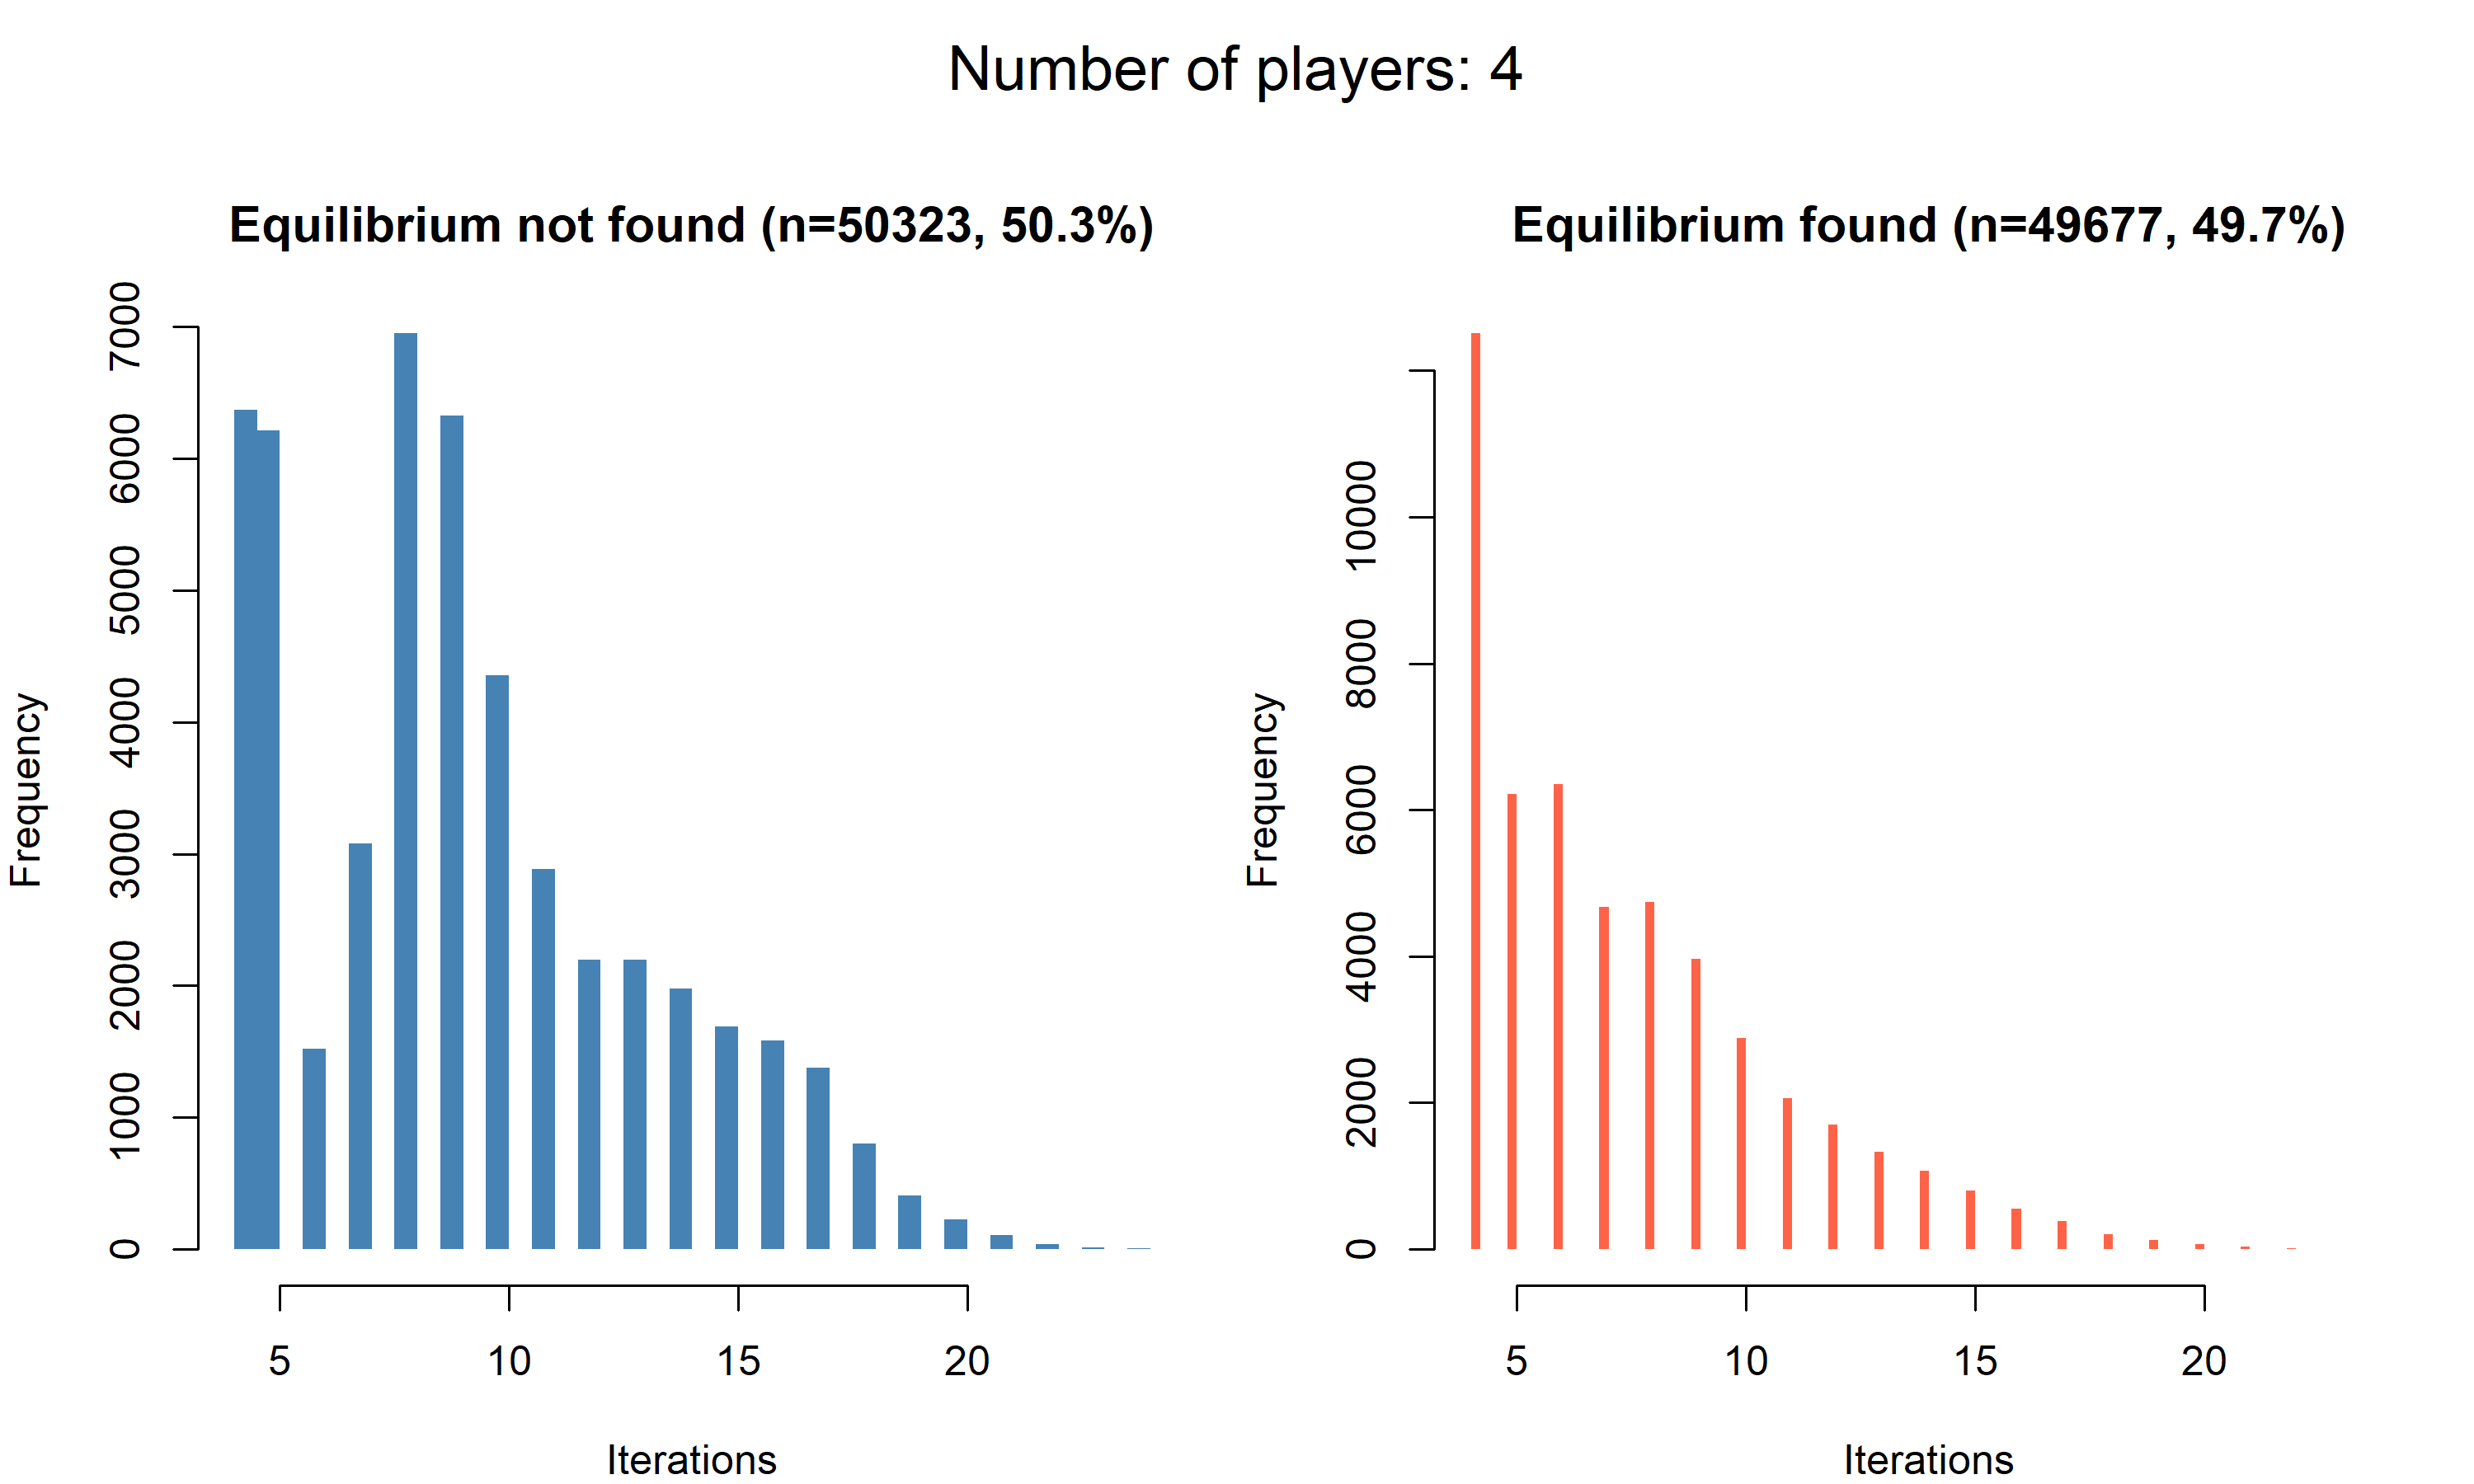 Number of players: 4
Equilibrium not found (n=50323, 50.3%)
Frequency
0 1000 2000 3000 4000 5000 6000 7000
5 10 15 20
Iterations
Equilibrium found (n=49677, 49.7%)
Frequency
0 2000 4000 6000 8000 10000
5 10 15 20
Iterations